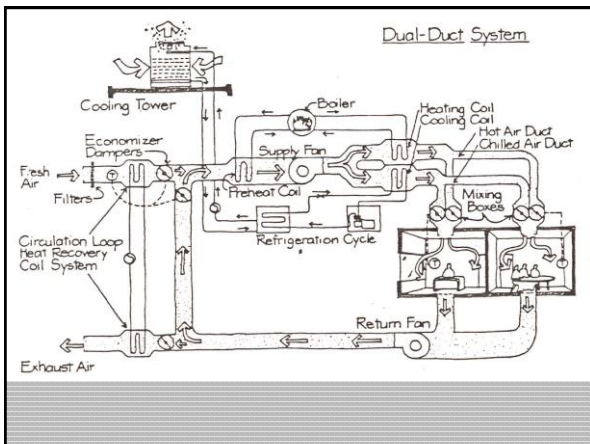 Dual-Duct System
Cooling Tower
Boiler
Heating Coil
Cooling Coil
Hot Air Duct
Chilled Air Duct
Economizer
Dampers
Supply Fan
Fresh
Air
T
Filters
Preheat Coil
Mixing
Boxes
Refrigeration Cycle
Circulation Loop
Heat Recovery
Coil System
T
T
Return Fan
Exhaust Air